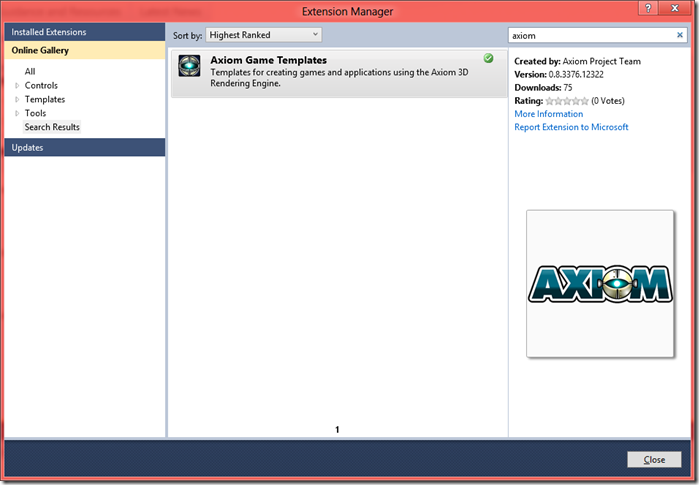 Extension Manager
?
Installed Extensions
Online Gallery
All
Controls
Templates
Tools
Search Results
Updates
Sort by: Highest Ranked
Axiom Game Templates
Templates for creating games and applications using the Axiom 3D
Rendering Engine.
1
axiom
Created by: Axiom Project Team
Version: 0.8.3376.12322
Downloads: 75
Rating: (0 Votes)
More Information
Report Extension to Microsoft
AXIOM
Close